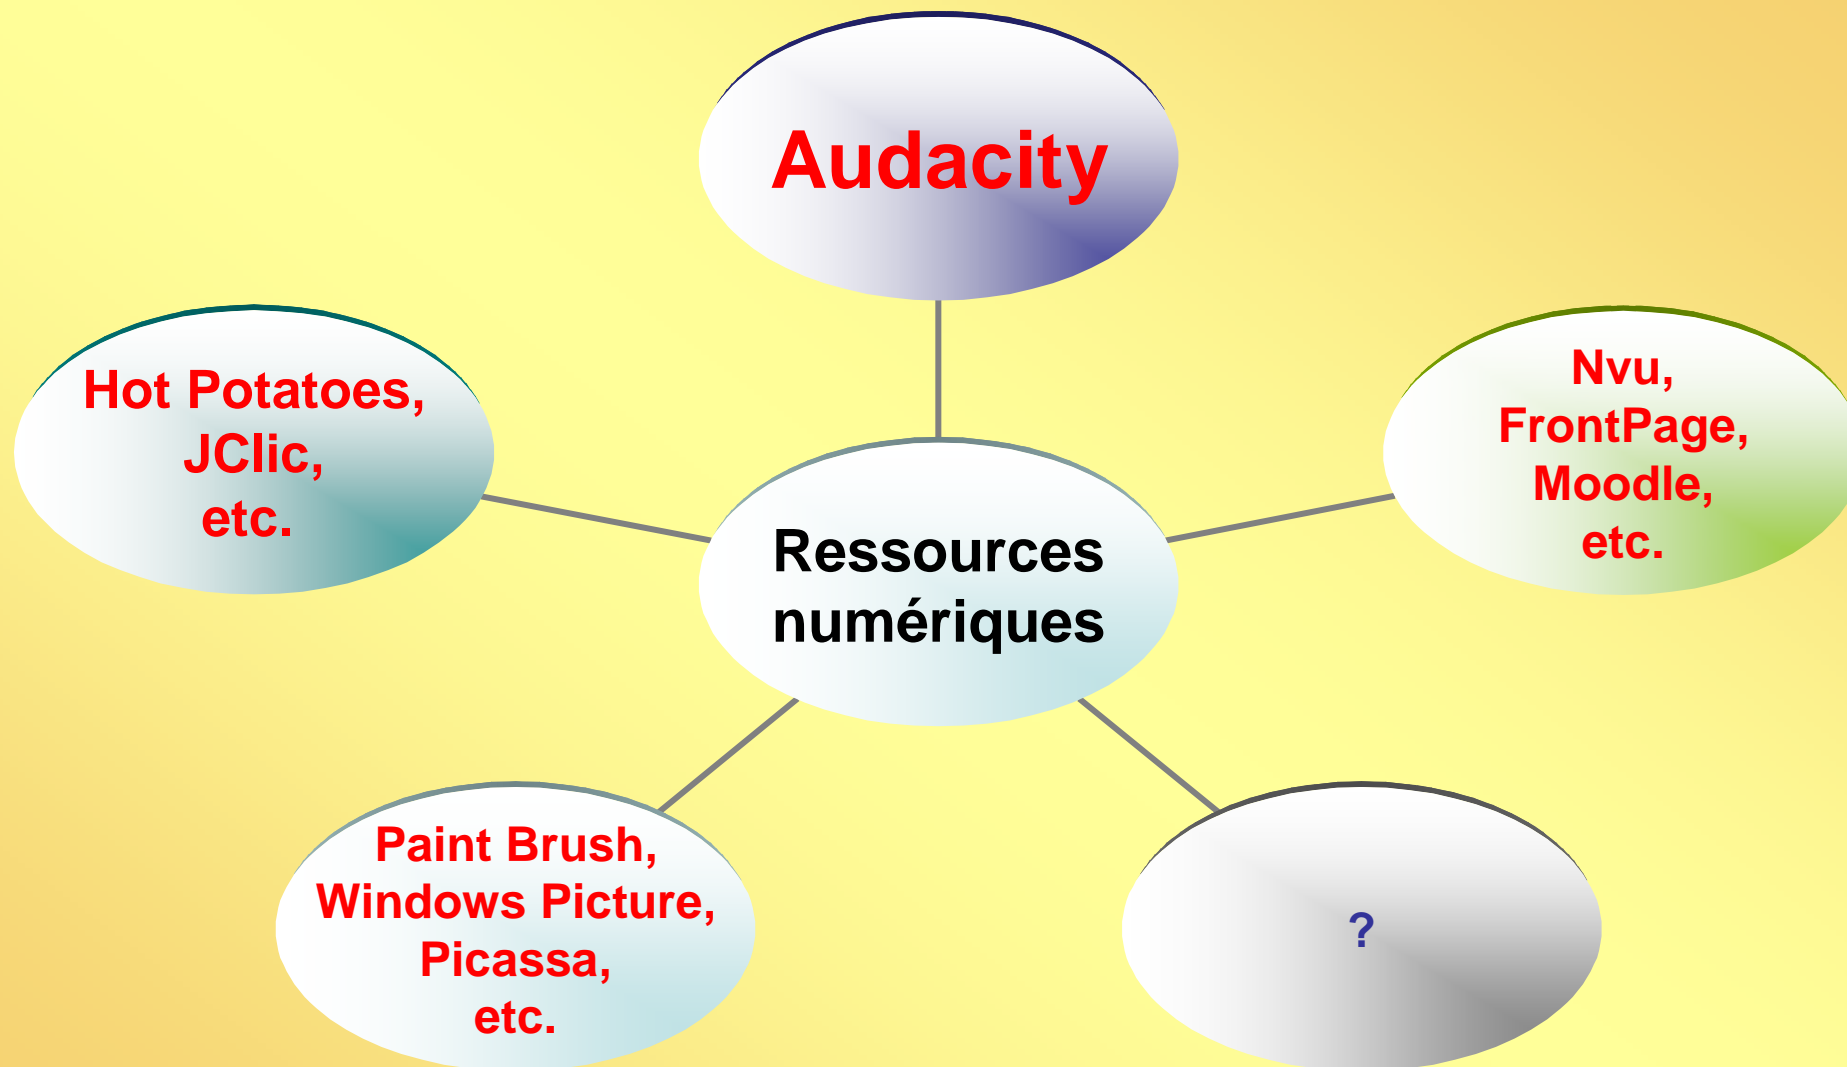 Audacity
Hot Potatoes,
JClic,
etc.
Nvu,
FrontPage,
Moodle,
etc.
Ressources
numériques
Paint Brush,
Windows Picture,
Picassa,
etc.
?